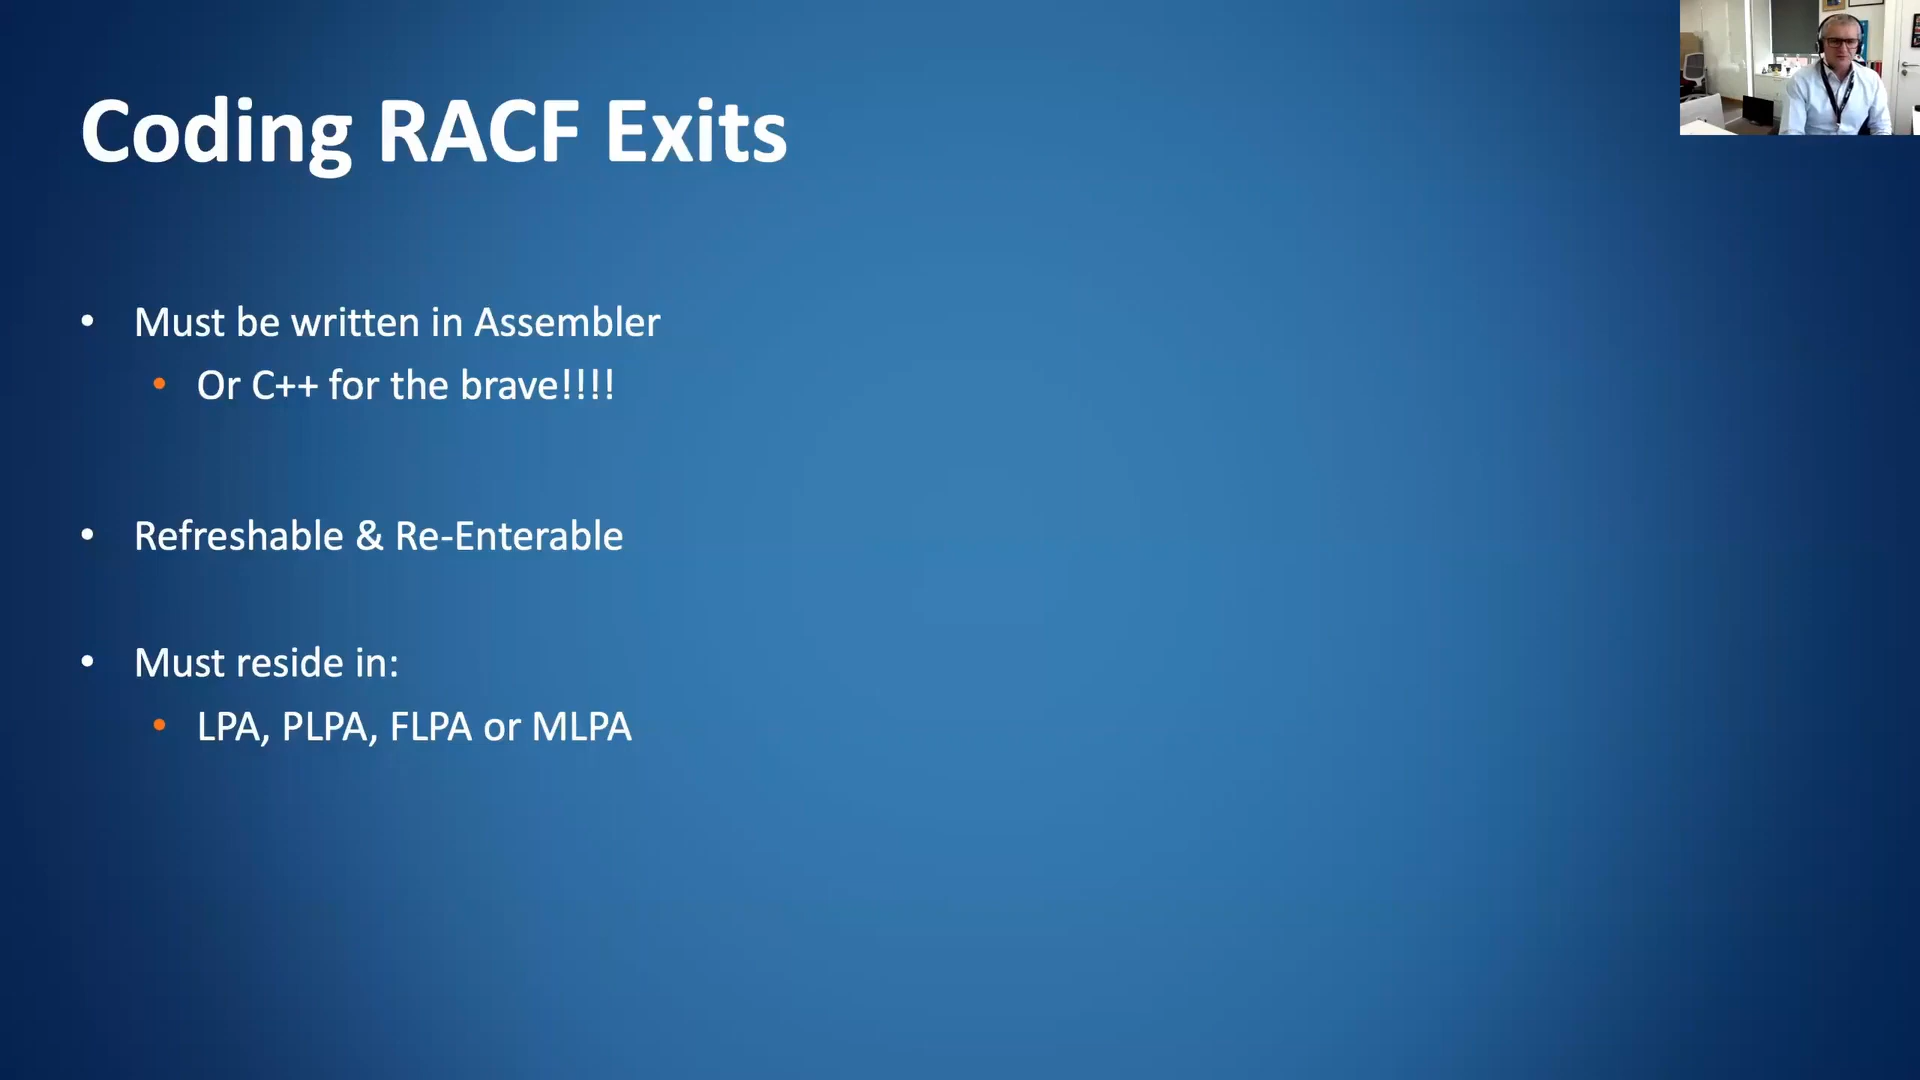 Coding RACF Exits
• Must be written in Assembler
• Or C++ for the brave!!!!
• Refreshable & Re-Enterable
• Must reside in:
• LPA, PLPA, FLPA or MLPA